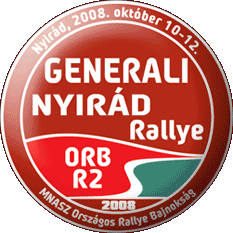 Nyirád, 2008. október 10-12.
GENERALI
NYIRÁD
Rallye
ORB
R2
2008
MNASZ Országos Rallye Bajnokság